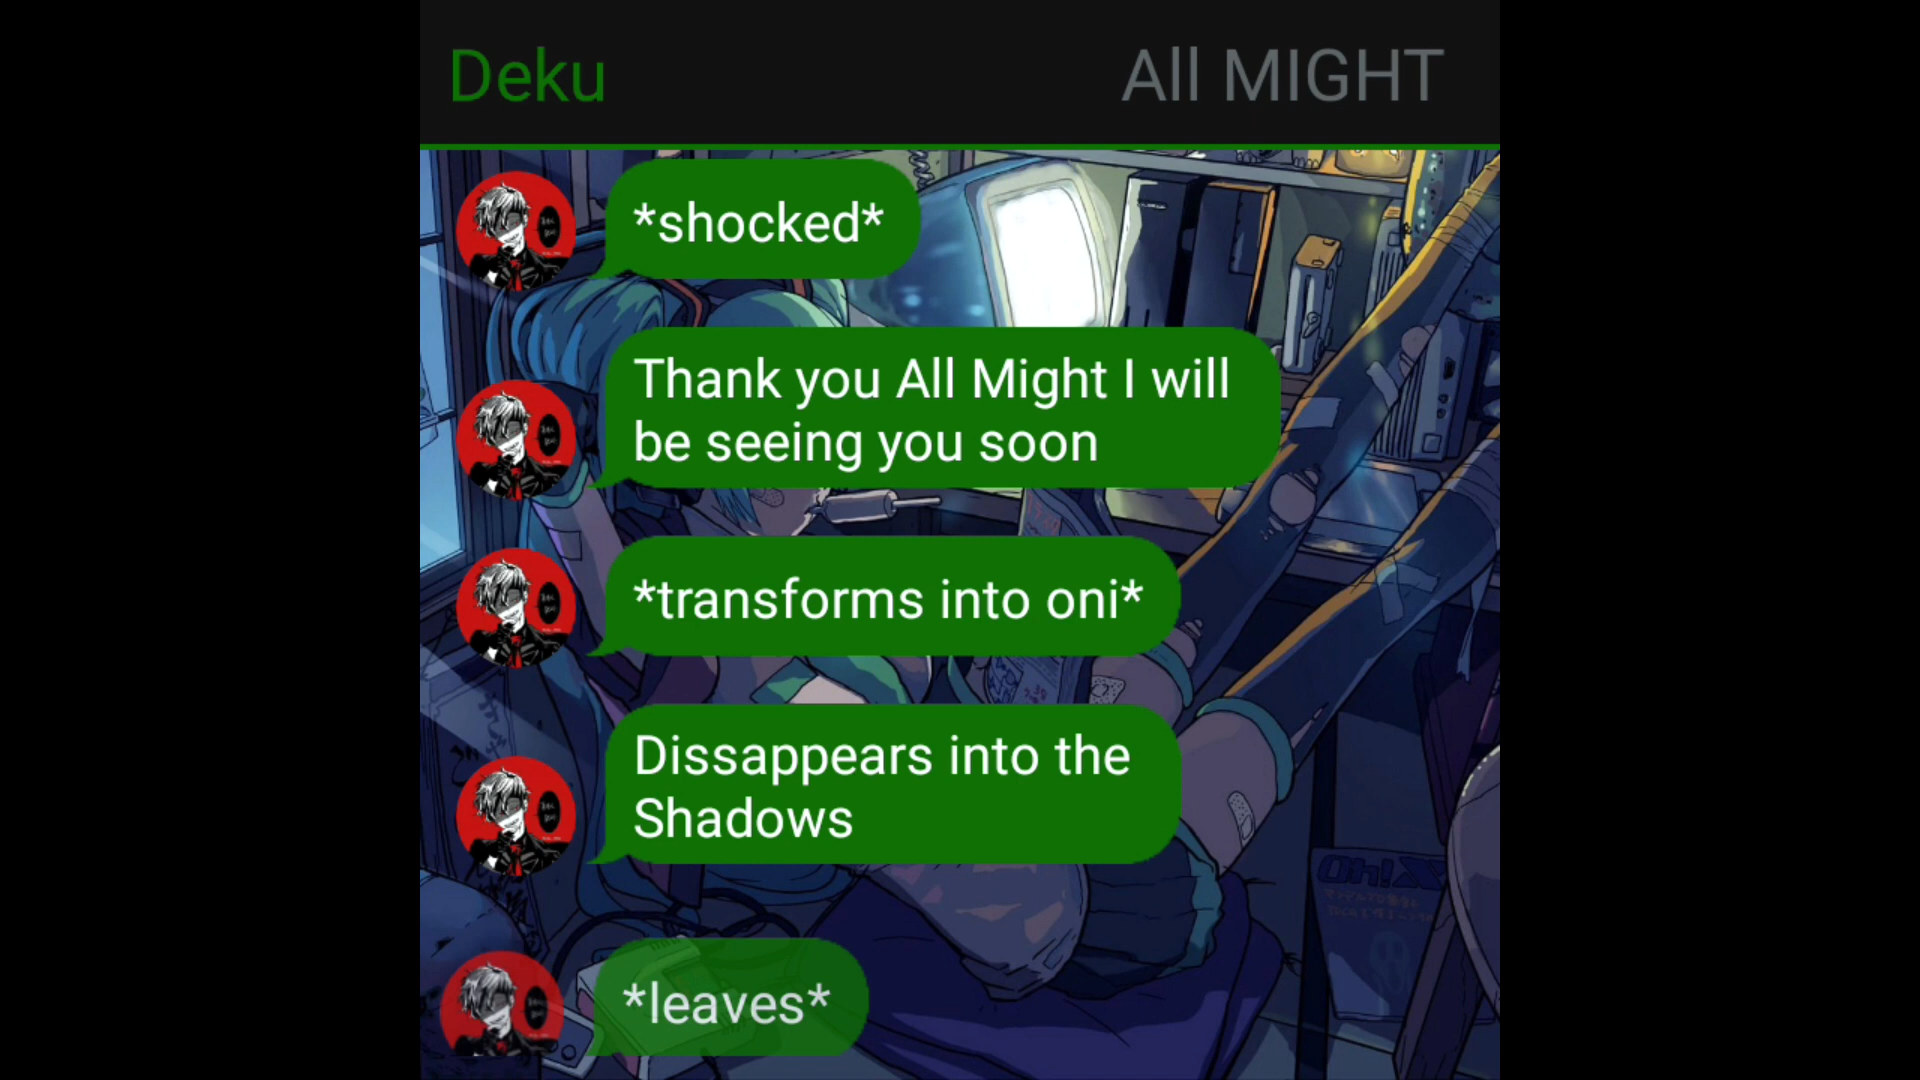 Deku
All MIGHT
*shocked*
Thank you All Might I will
be seeing you soon
*transforms into oni*
Dissappears into the
Shadows
*leaves*
Oh!X